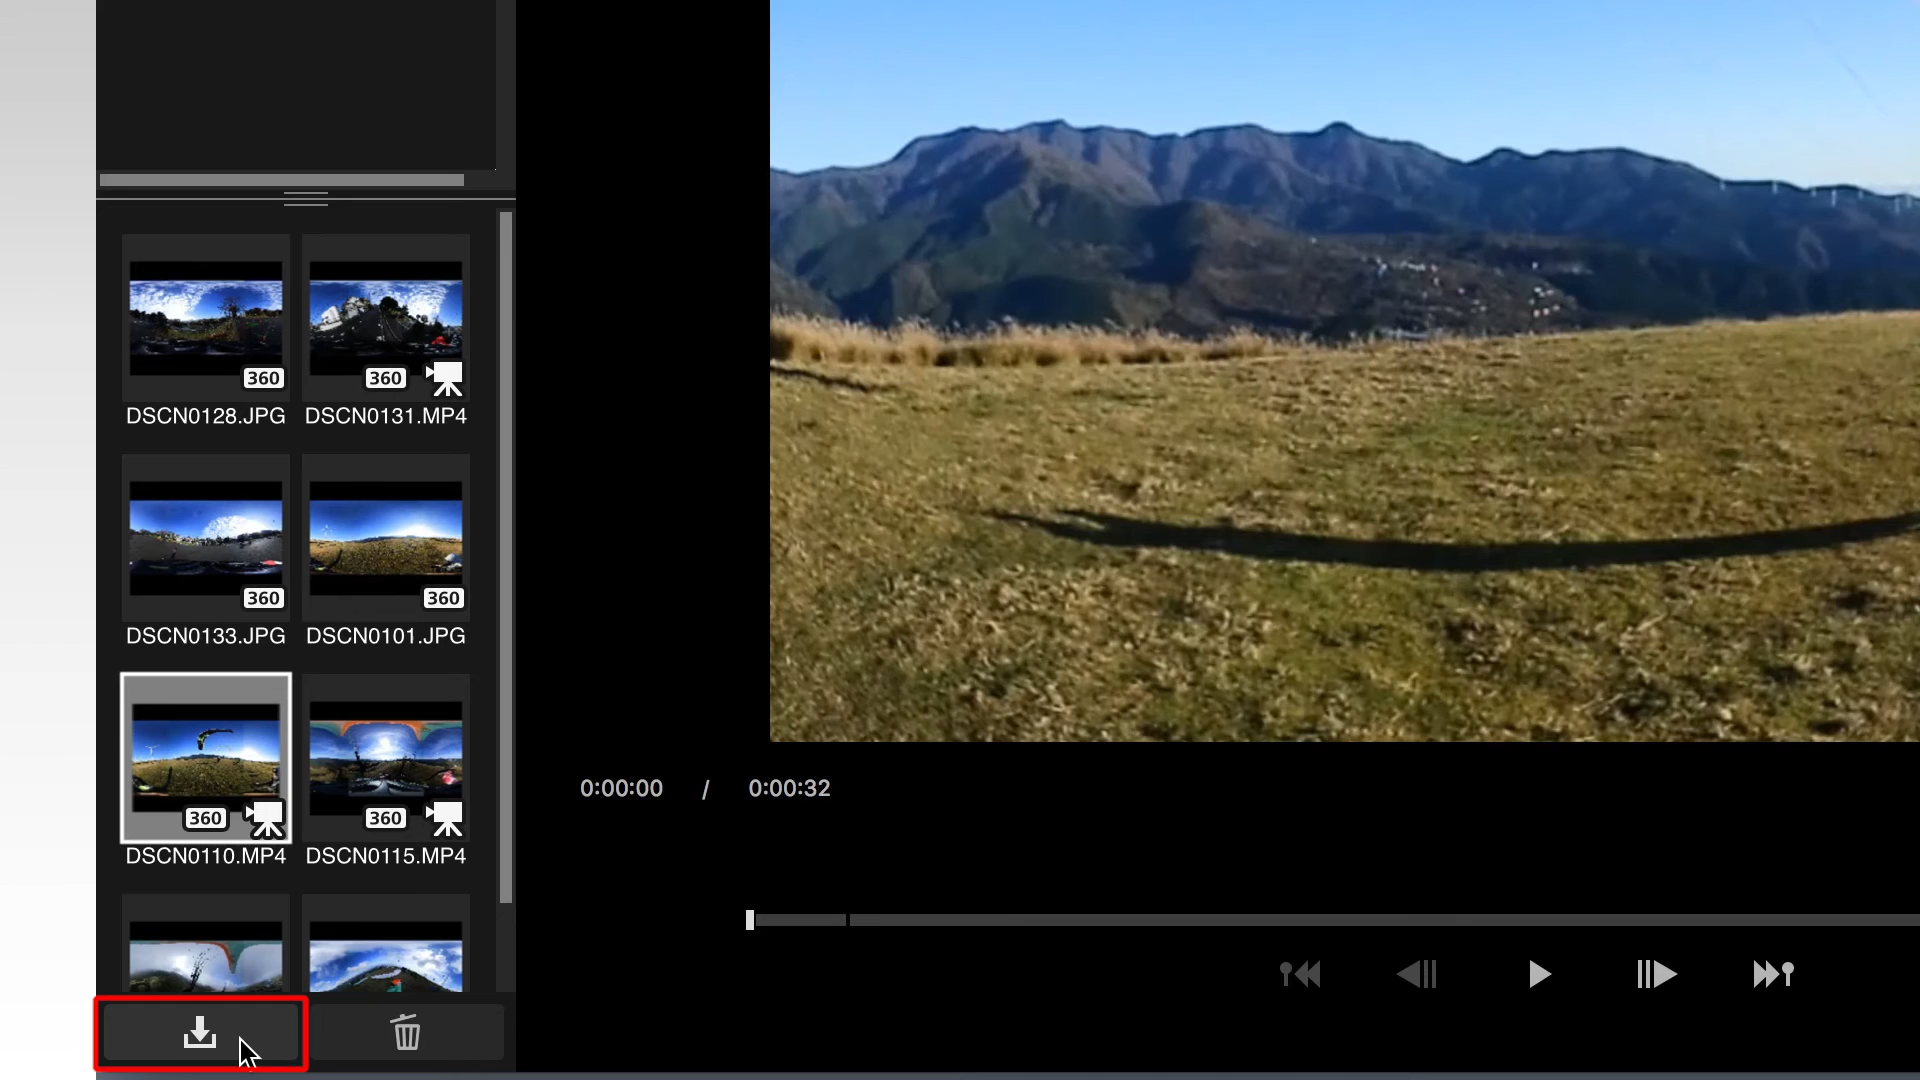 360
360
DSCN0128.JPG
DSCN0131.MP4
360
360
DSCN0133.JPG
DSCN0101.JPG
360
360
DSCN0110.MP4
DSCN0115.MP4
0:00:00 / 0:00:32